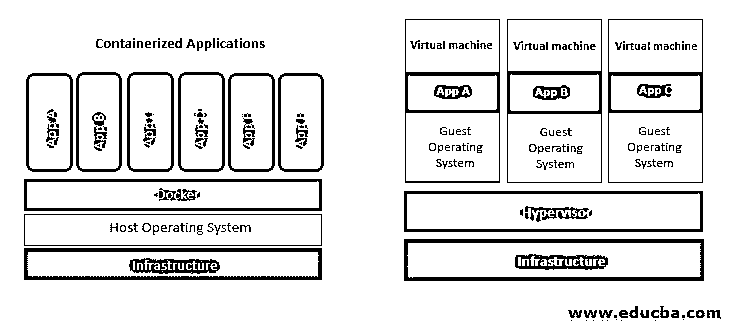 Containerized Applications
App A
App B
App
App
App
App
Docker
Host Operating System
Infrastructure
Virtual machine
Virtual machine
Virtual machine
App A
App B
App C
Guest
Operating
System
Guest
Operating
System
Guest
Operating
System
Hypervisor
Infrastructure
www.educba.com